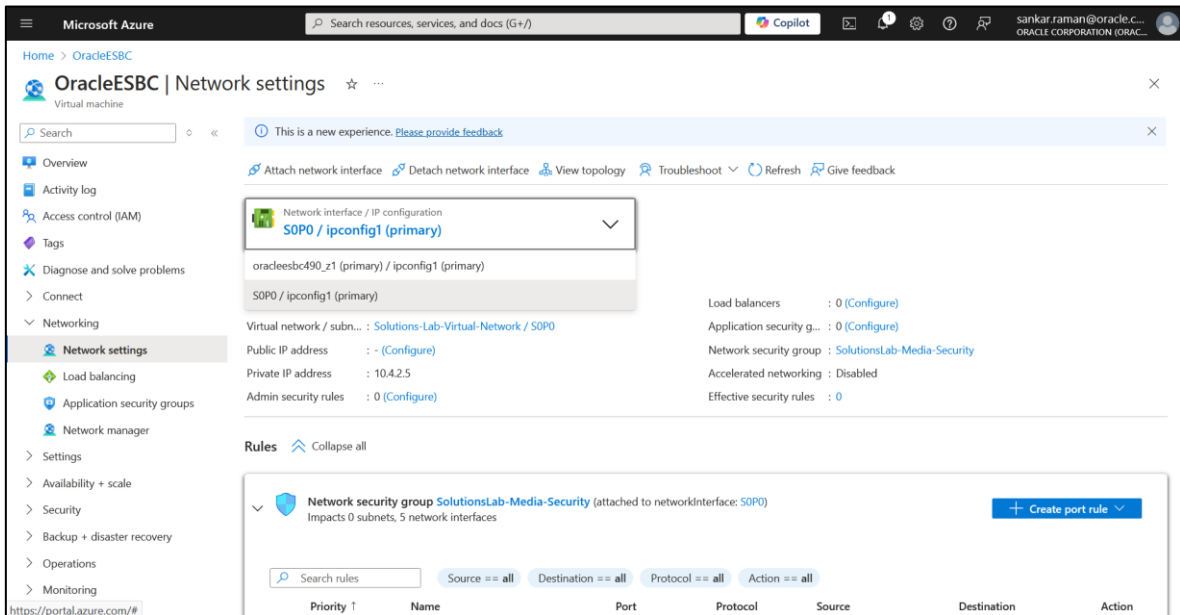 Microsoft Azure
Search resources, services, and docs (G+/)
Copilot
1
sankar.raman@oracle.c...
ORACLE CORPORATION (ORAC...
Home > OracleESBC
OracleESBC | Network settings
Virtual machine
Search
This is a new experience. Please provide feedback
Overview
Activity log
Access control (IAM)
Tags
Diagnose and solve problems
Connect
Networking
Network settings
Load balancing
Application security groups
Network manager
Settings
Availability + scale
Security
Backup + disaster recovery
Operations
Monitoring
https://portal.azure.com/#
Attach network interface Detach network interface View topology Troubleshoot Refresh Give feedback
Network interface / IP configuration
S0P0 / ipconfig1 (primary)
oracleesbc490_z1 (primary) / ipconfig1 (primary)
S0P0 / ipconfig1 (primary)
Virtual network / subn... : Solutions-Lab-Virtual-Network / S0P0
Public IP address : - (Configure)
Private IP address : 10.4.2.5
Admin security rules : 0 (Configure)
Load balancers : 0 (Configure)
Application security g... : 0 (Configure)
Network security group : SolutionsLab-Media-Security
Accelerated networking : Disabled
Effective security rules : 0
Rules Collapse all
Network security group SolutionsLab-Media-Security (attached to networkInterface: S0P0)
Impacts 0 subnets, 5 network interfaces
+ Create port rule
Search rules
Source == all Destination == all Protocol == all Action == all
Priority ↑ Name Port Protocol Source Destination Action